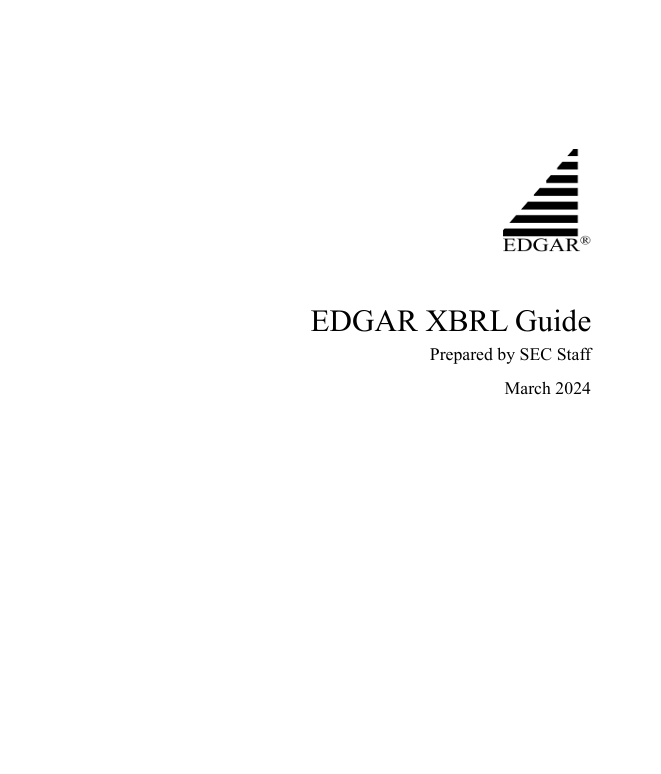 EDGAR®
EDGAR XBRL Guide
Prepared by SEC Staff
March 2024